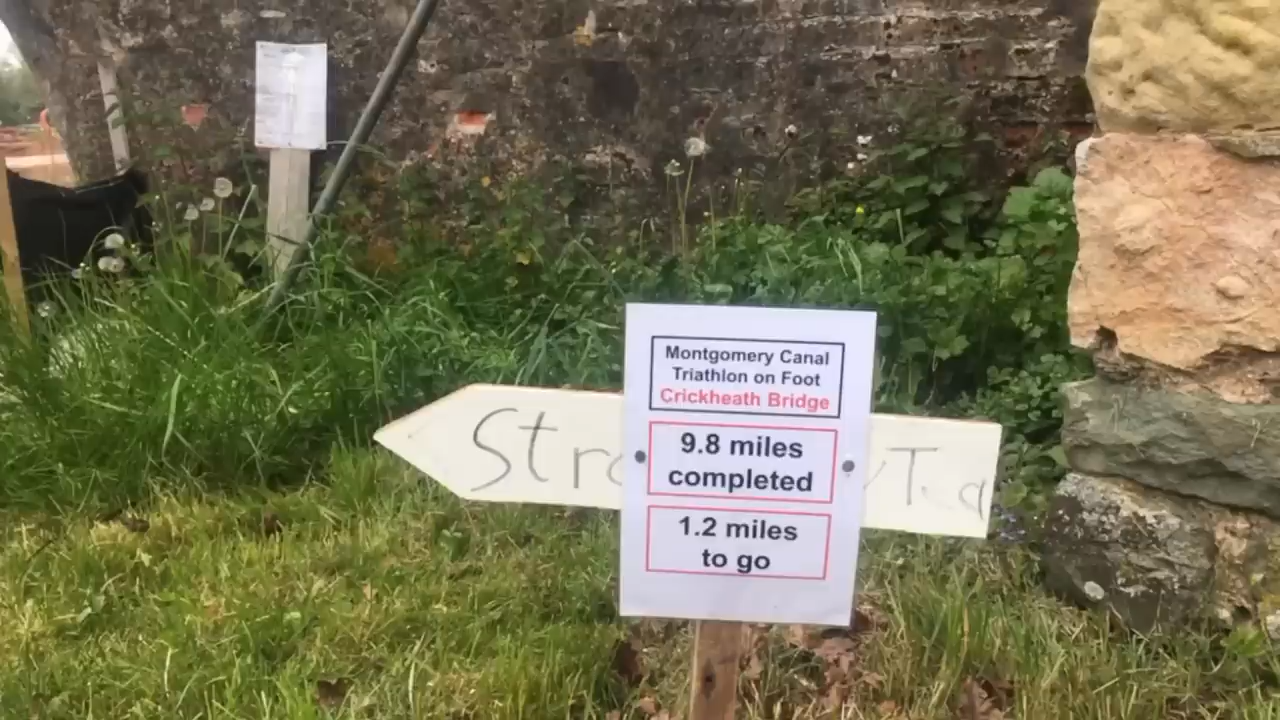 Montgomery Canal
Triathlon on Foot
Crickheath Bridge
9.8 miles
completed
1.2 miles
to go